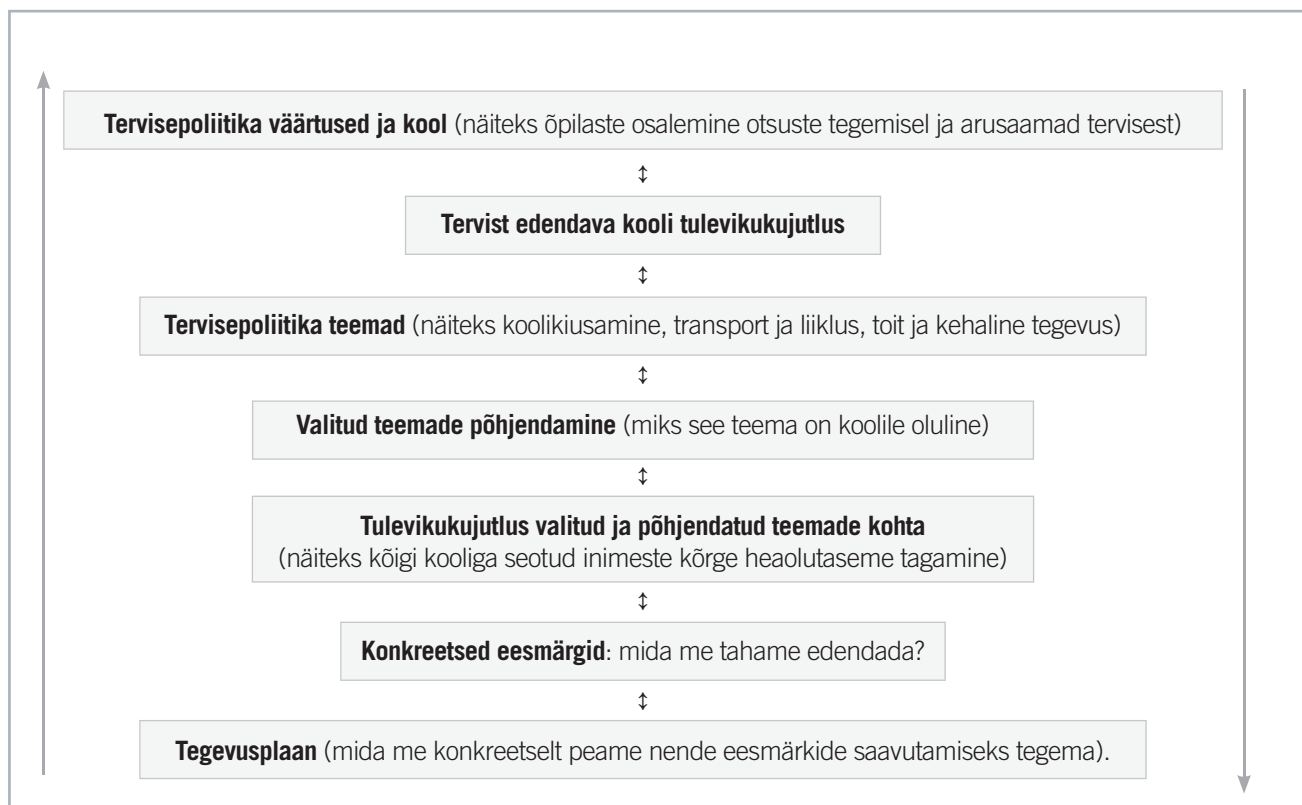 Tervisepoliitika väärtused ja kool (näiteks õpilaste osalemine otsuste tegemisel ja arusaamad tervisest)
↕
Tervist edendava kooli tulevikukujutlus
↕
Tervisepoliitika teemad (näiteks koolikiusamine, transport ja liiklus, toit ja kehaline tegevus)
↕
Valitud teemade põhjendamine (miks see teema on koolile oluline)
↕
Tulevikukujutlus valitud ja põhjendatud teemade kohta
(näiteks kõigi kooliga seotud inimeste kõrge heaolutaseme tagamine)
↕
Konkreetsed eesmärgid: mida me tahame edendada?
↕
Tegevusplaan (mida me konkreetselt peame nende eesmärkide saavutamiseks tegema).